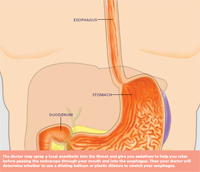 ESOPHAGUS
STOMACH
DUODENUM
The doctor may spray a local anesthetic into the throat and give you sedatives to help you relax
before passing the endoscope through your mouth and into the esophagus. Then your doctor will
determine whether to use a dilating balloon or plastic dilators to stretch your esophagus.